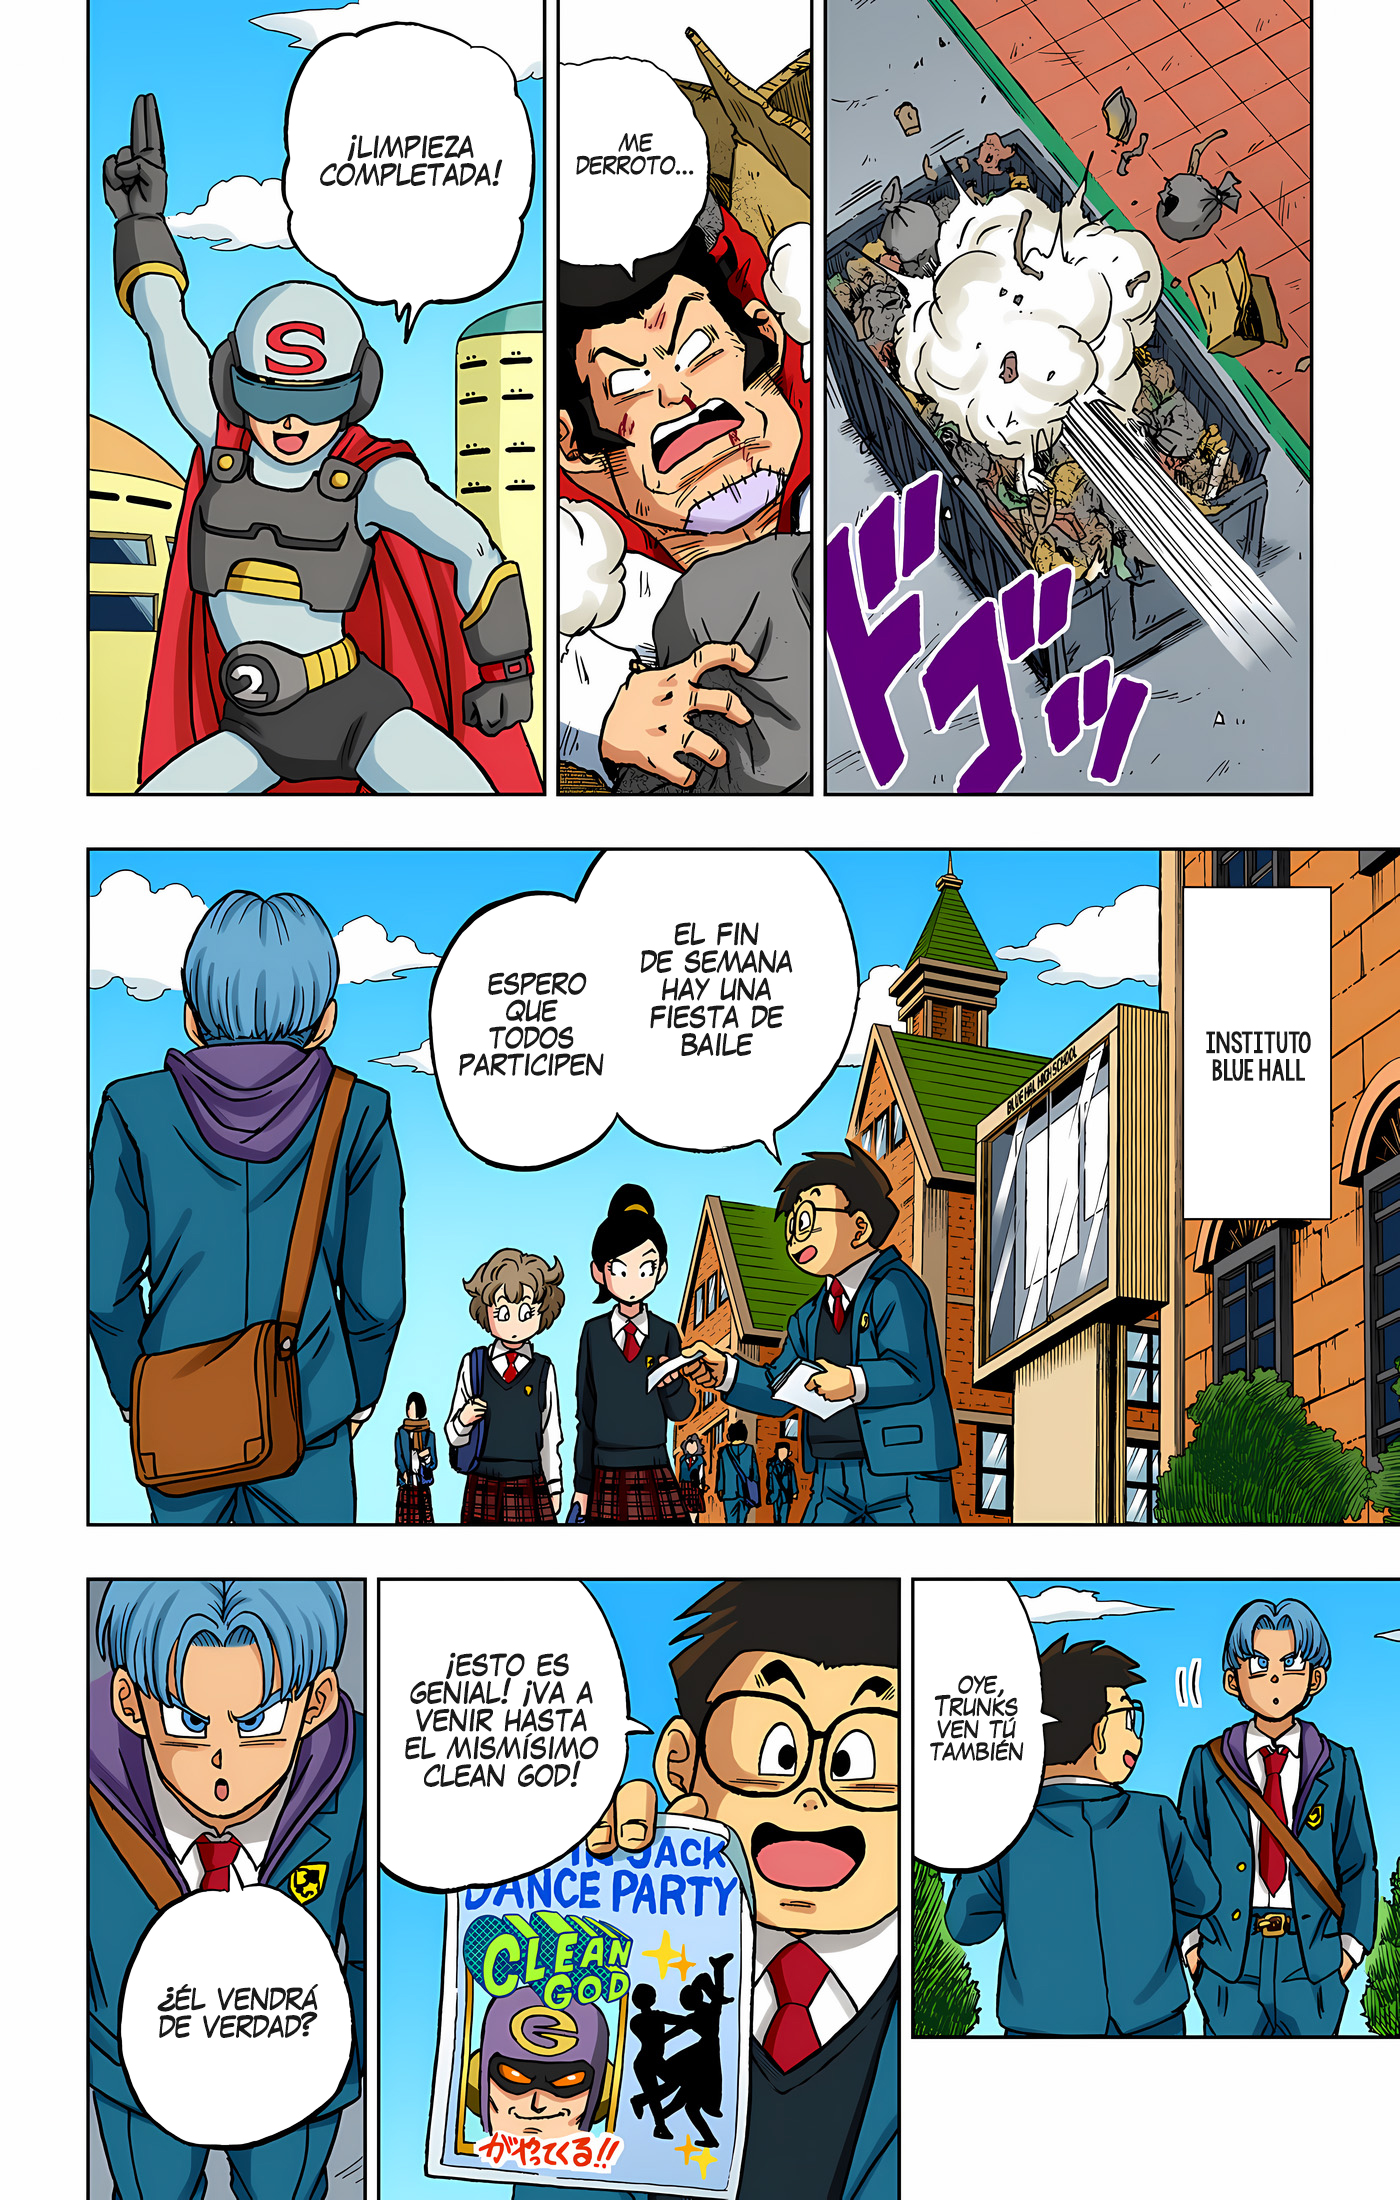 ドゴッ
ME
DERROTO...
¡LIMPIEZA
COMPLETADA!
S
2
INSTITUTO
BLUE HALL
BLUE HAL HIGH SCHOOL
EL FIN
DE SEMANA
HAY UNA
FIESTA DE
BAILE
ESPERO
QUE
TODOS
PARTICIPEN
OYE,
TRUNKS
VEN TÚ
TAMBIÉN
¡ESTO ES
GENIAL! ¡VA A
VENIR HASTA
EL MISMÍSIMO
CLEAN GOD!
JACK
DANCE PARTY
CLEAN
GOD
G
がやってくる!!
¿ÉL VENDRÁ
DE VERDAD?